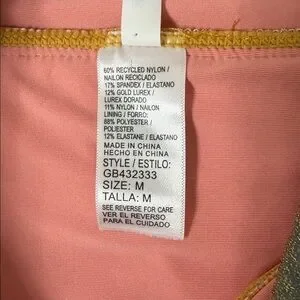 60% RECYCLED NYLON /
NAILON RECICLADO
17% SPANDEX / ELASTANO
12% GOLD LUREX /
LUREX DORADO
11% NYLON / NAILON
LINING / FORRO:
88% POLYESTER /
POLIESTER
12% ELASTANE / ELASTANO
MADE IN CHINA
HECHO EN CHINA
STYLE / ESTILO:
GB432333
SIZE: M
TALLA: M
SEE REVERSE FOR CARE
VER EL REVERSO
PARA EL CUIDADO